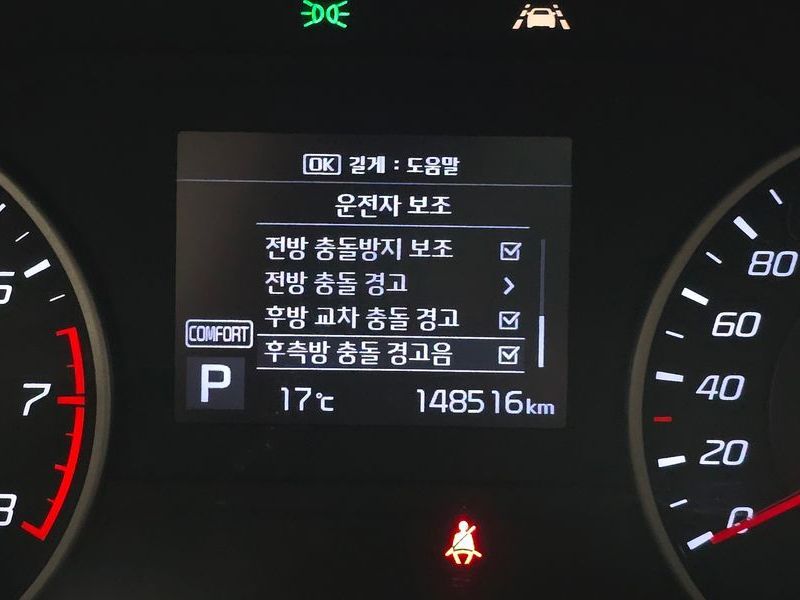 OK 길게 : 도움말
운전자 보조
전방 충돌방지 보조
전방 충돌 경고
후방 교차 충돌 경고
COMFORT
후측방 충돌 경고음
P
17℃ 148516km
7
8
80
60
40
20
0